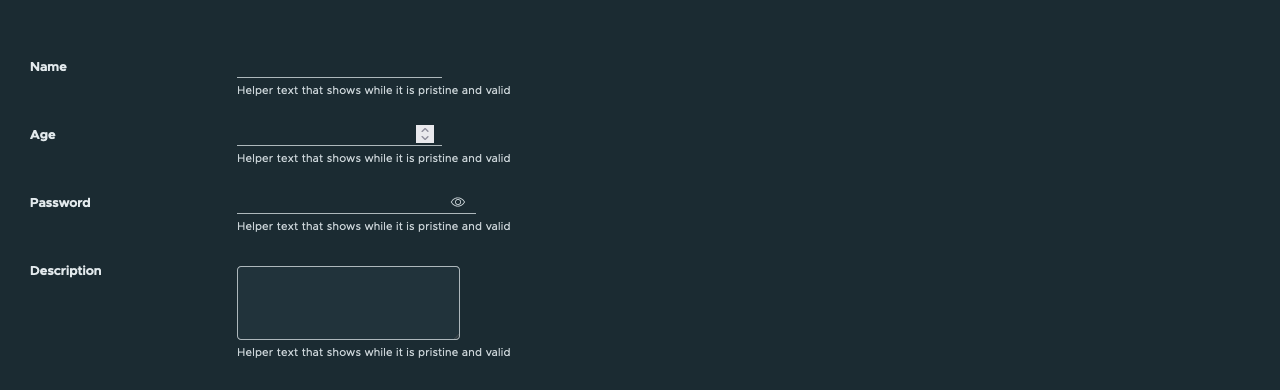 Name
Helper text that shows while it is pristine and valid
Age
Helper text that shows while it is pristine and valid
Password
Helper text that shows while it is pristine and valid
Description
Helper text that shows while it is pristine and valid